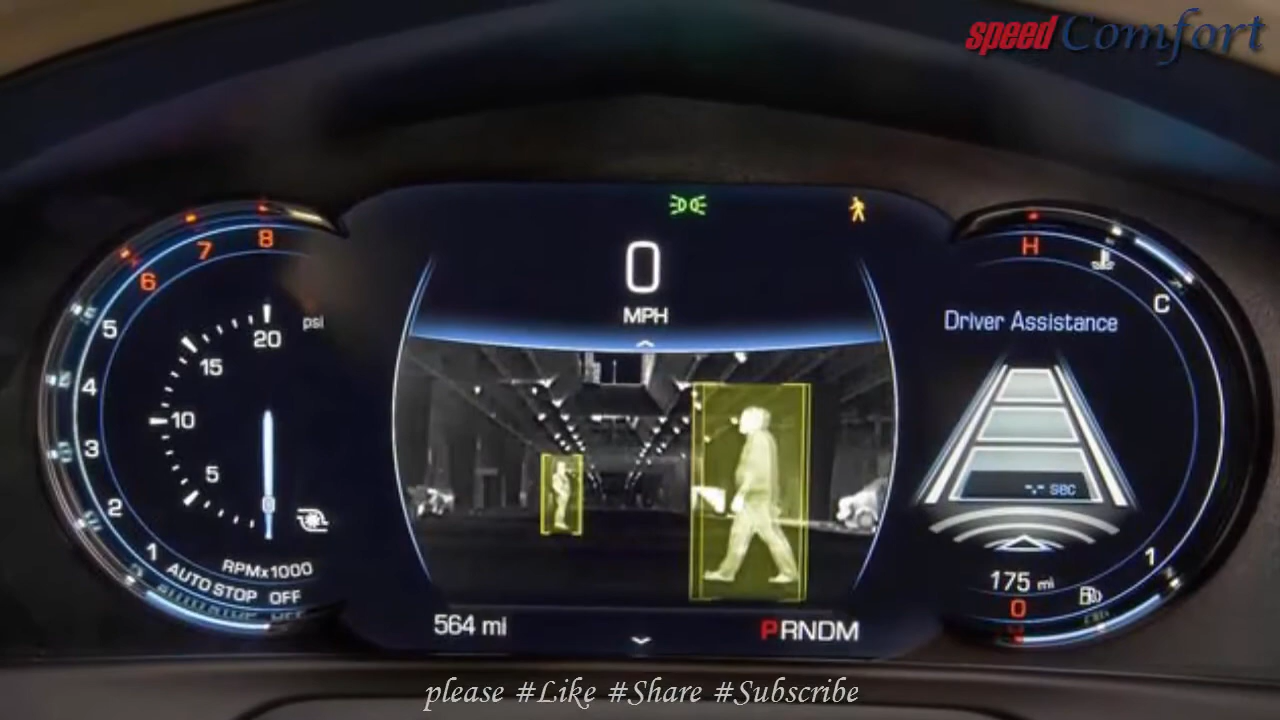 speed Comfort
0
MPH
8
7
6
5
4
3
2
1
psi
20
15
10
5
0
RPMx1000
AUTO STOP OFF
564 mi
PRNDM
H
C
Driver Assistance
-.- sec
175 mi
1
0
please #Like #Share #Subscribe